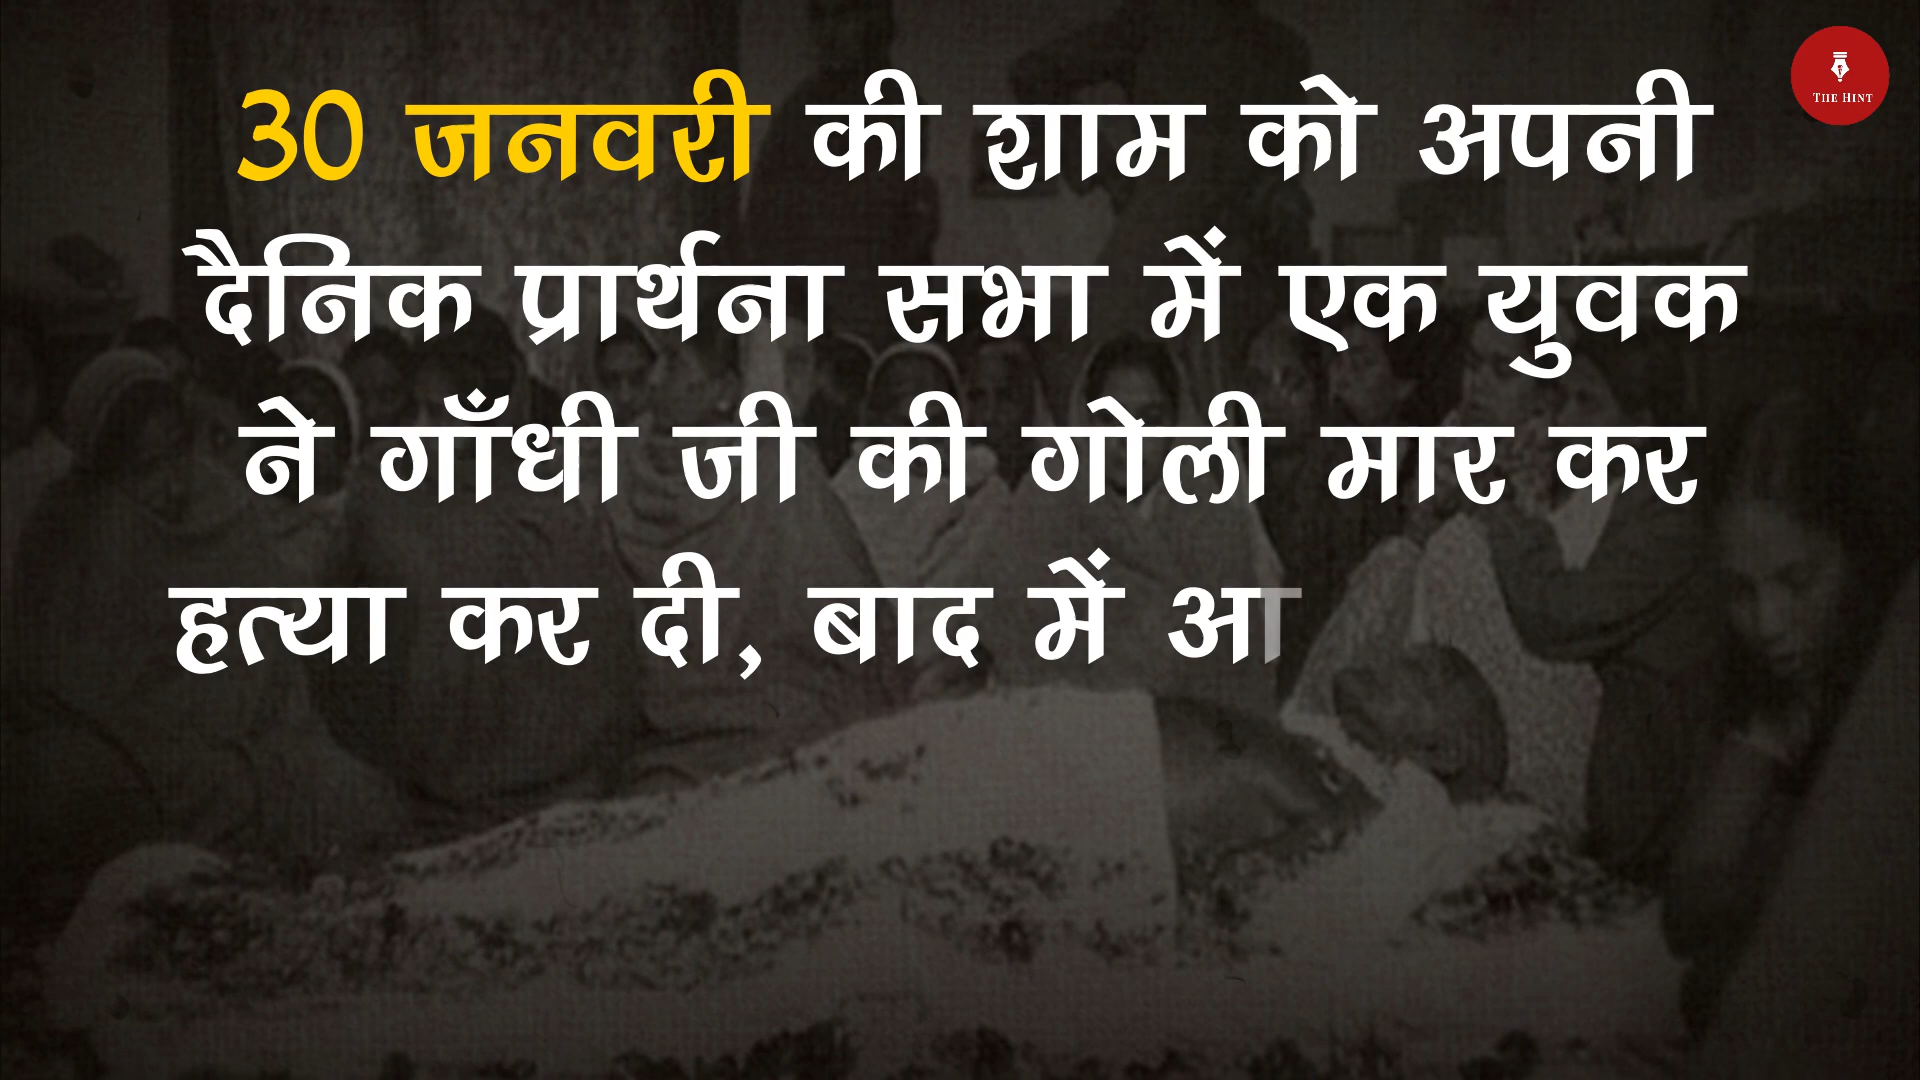 30 जनवरी की शाम को अपनी
दैनिक प्रार्थना सभा में एक युवक
ने गाँधी जी की गोली मार कर
हत्या कर दी, बाद में आ
THE HINT